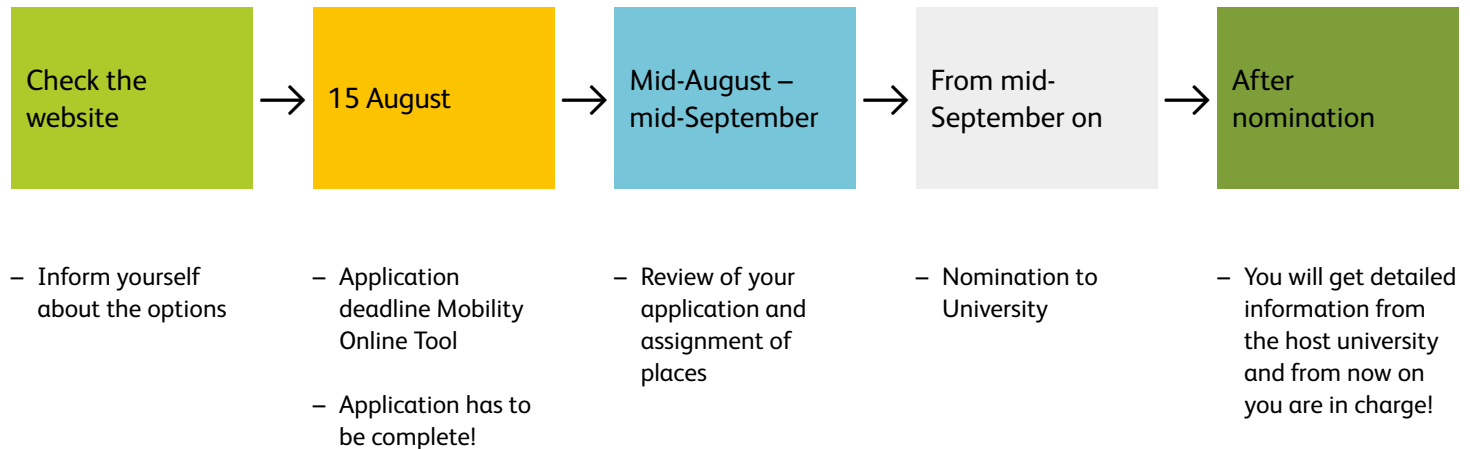 Check the
website
15 August
Mid-August –
mid-September
From mid-
September on
After
nomination
– Inform yourself
about the options
– Application
deadline Mobility
Online Tool
– Application has to
be complete!
– Review of your
application and
assignment of
places
– Nomination to
University
– You will get detailed
information from
the host university
and from now on
you are in charge!